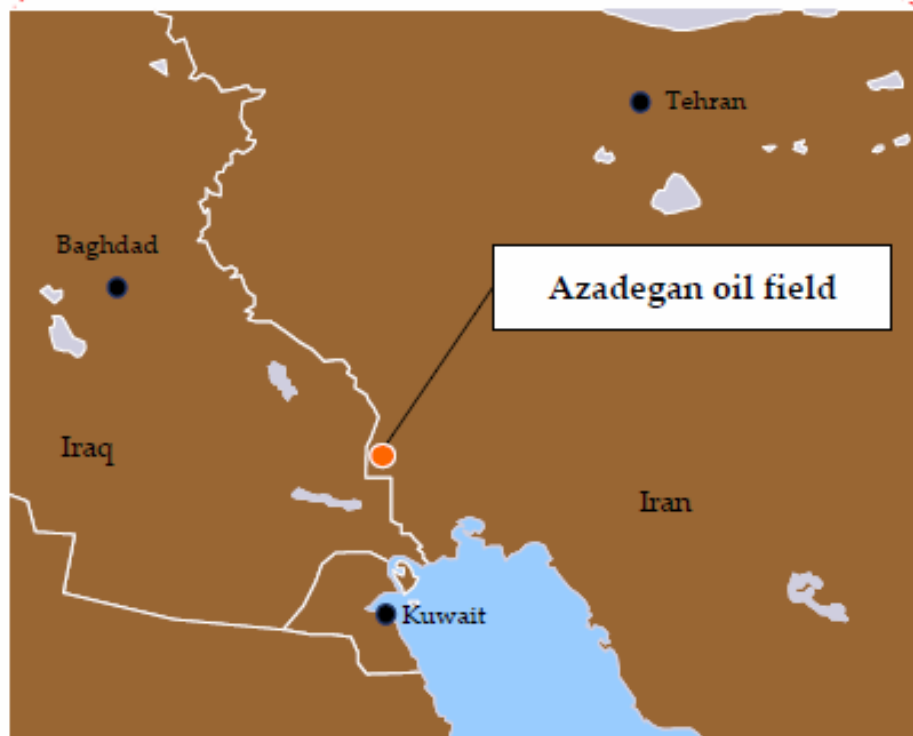 Tehran
Baghdad
Azadegan oil field
Iraq
Iran
Kuwait